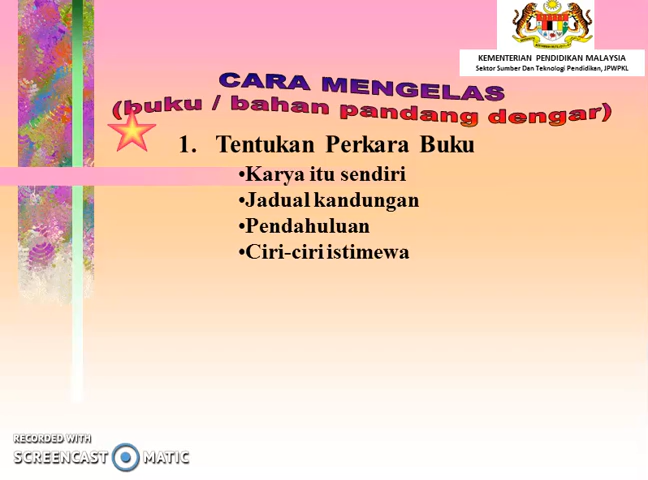 KEMENTERIAN PENDIDIKAN MALAYSIA
Sektor Sumber Dan Teknologi Pendidikan, JPWPKL
CARA MENGELAS
(buku / bahan pandang dengar)
1. Tentukan Perkara Buku
•Karya itu sendiri
•Jadual kandungan
•Pendahuluan
•Ciri-ciri istimewa
RECORDED WITH
SCREENCAST MATIC